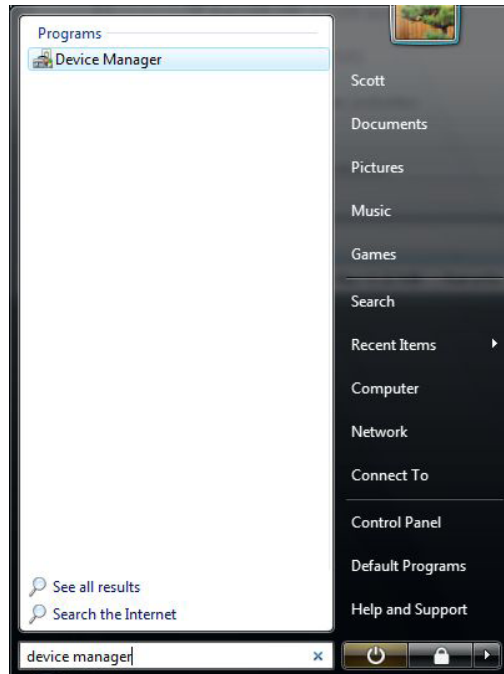 Programs
Device Manager
See all results
Search the Internet
device manager
Scott
Documents
Pictures
Music
Games
Search
Recent Items
Computer
Network
Connect To
Control Panel
Default Programs
Help and Support